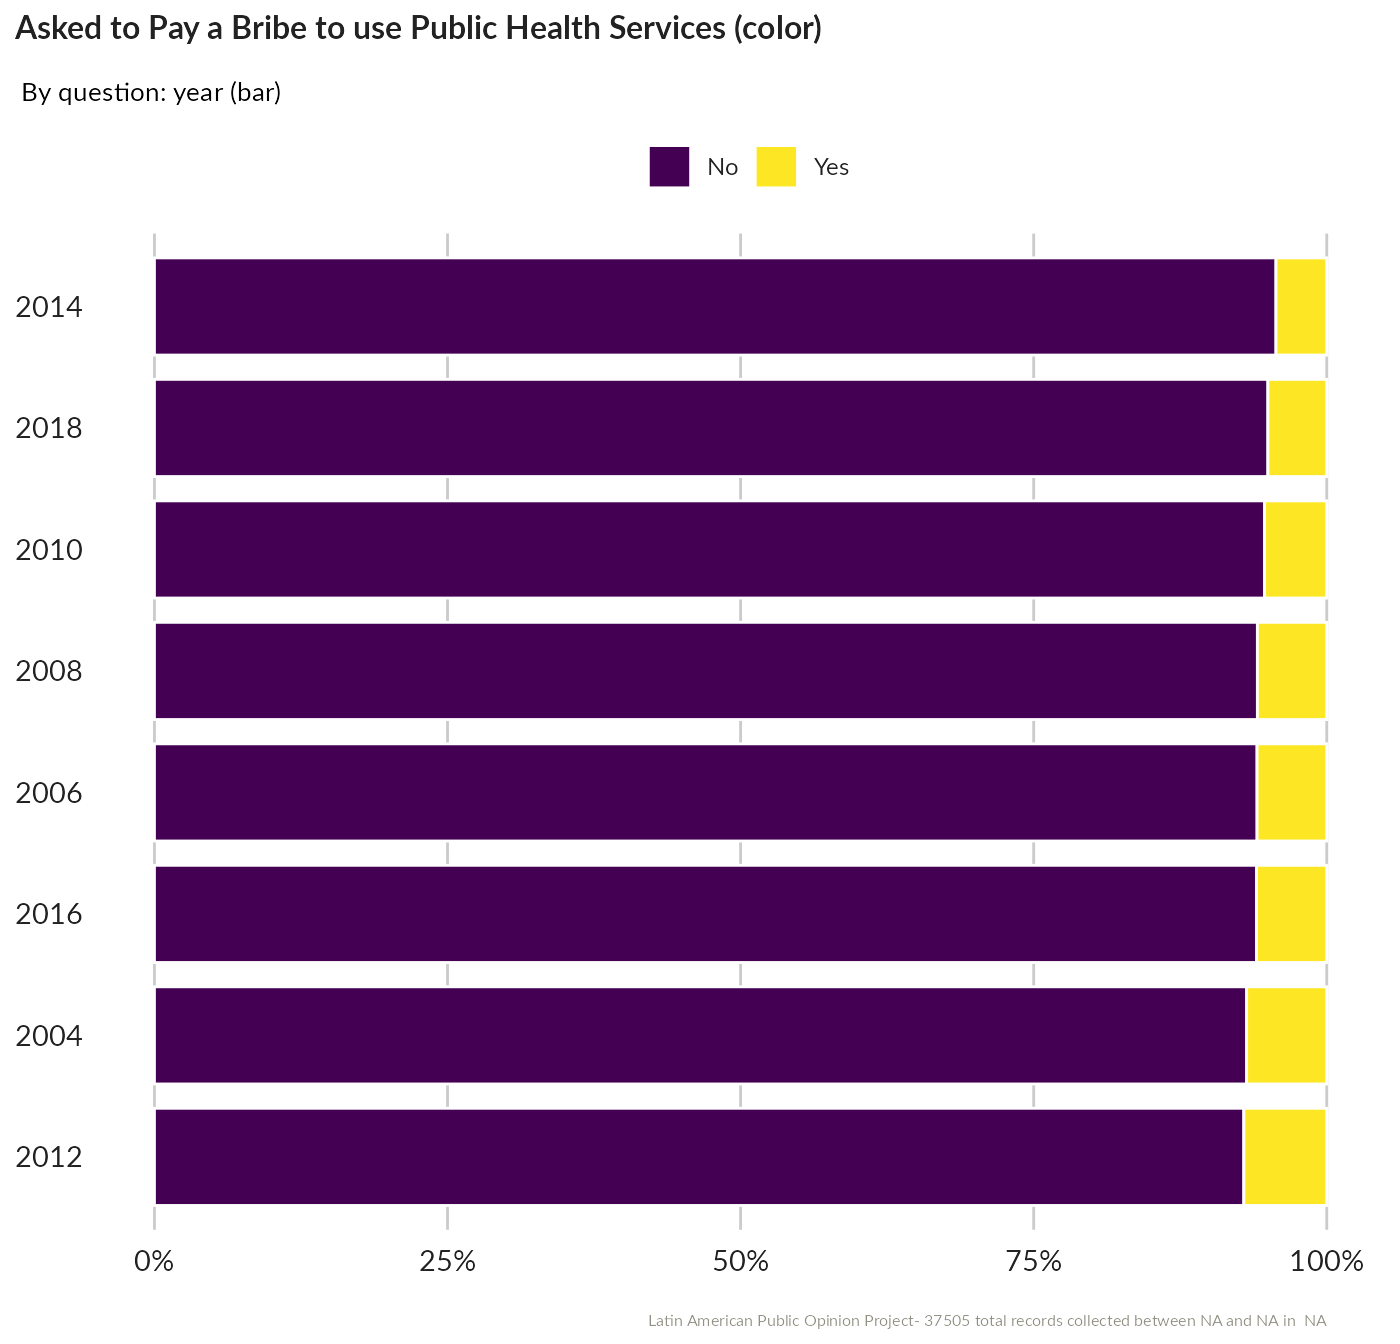 Asked to Pay a Bribe to use Public Health Services (color)
By question: year (bar)
No Yes
2014
2018
2010
2008
2006
2016
2004
2012
0% 25% 50% 75% 100%
Latin American Public Opinion Project- 37505 total records collected between NA and NA in  NA